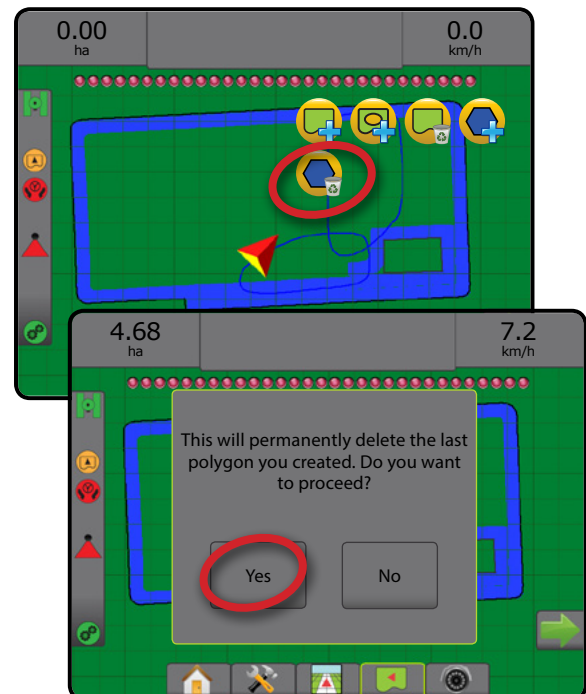 0.00
ha
0.0
km/h
4.68
ha
7.2
km/h
This will permanently delete the last
polygon you created. Do you want
to proceed?
Yes
No